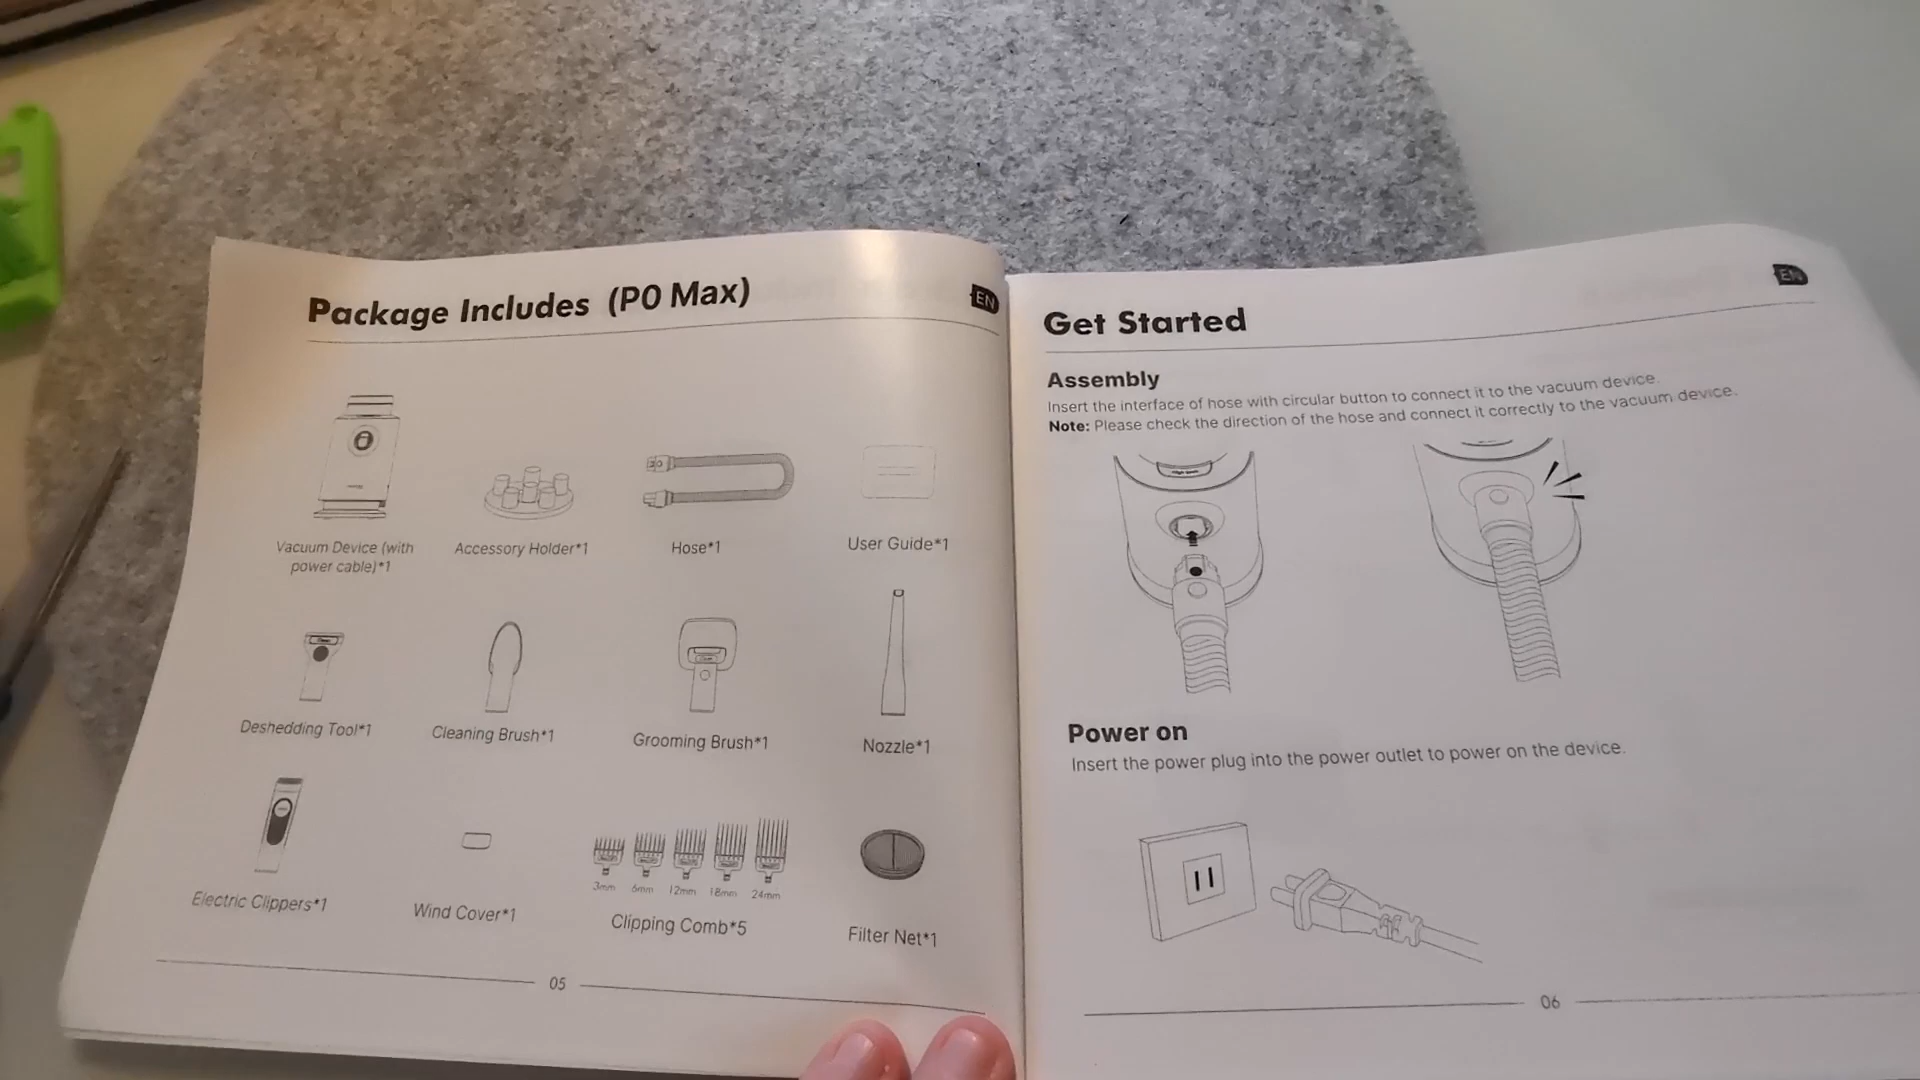 Package Includes (P0 Max)
EN
Vacuum Device (with
power cable)*1
Accessory Holder*1
Hose*1
User Guide*1
Deshedding Tool*1
Cleaning Brush*1
Grooming Brush*1
Nozzle*1
Electric Clippers*1
Wind Cover*1
3mm 6mm 12mm 18mm 24mm
Clipping Comb*5
Filter Net*1
05
Get Started
EN
Assembly
Insert the interface of hose with circular button to connect it to the vacuum device.
Note: Please check the direction of the hose and connect it correctly to the vacuum device.
Power on
Insert the power plug into the power outlet to power on the device.
06